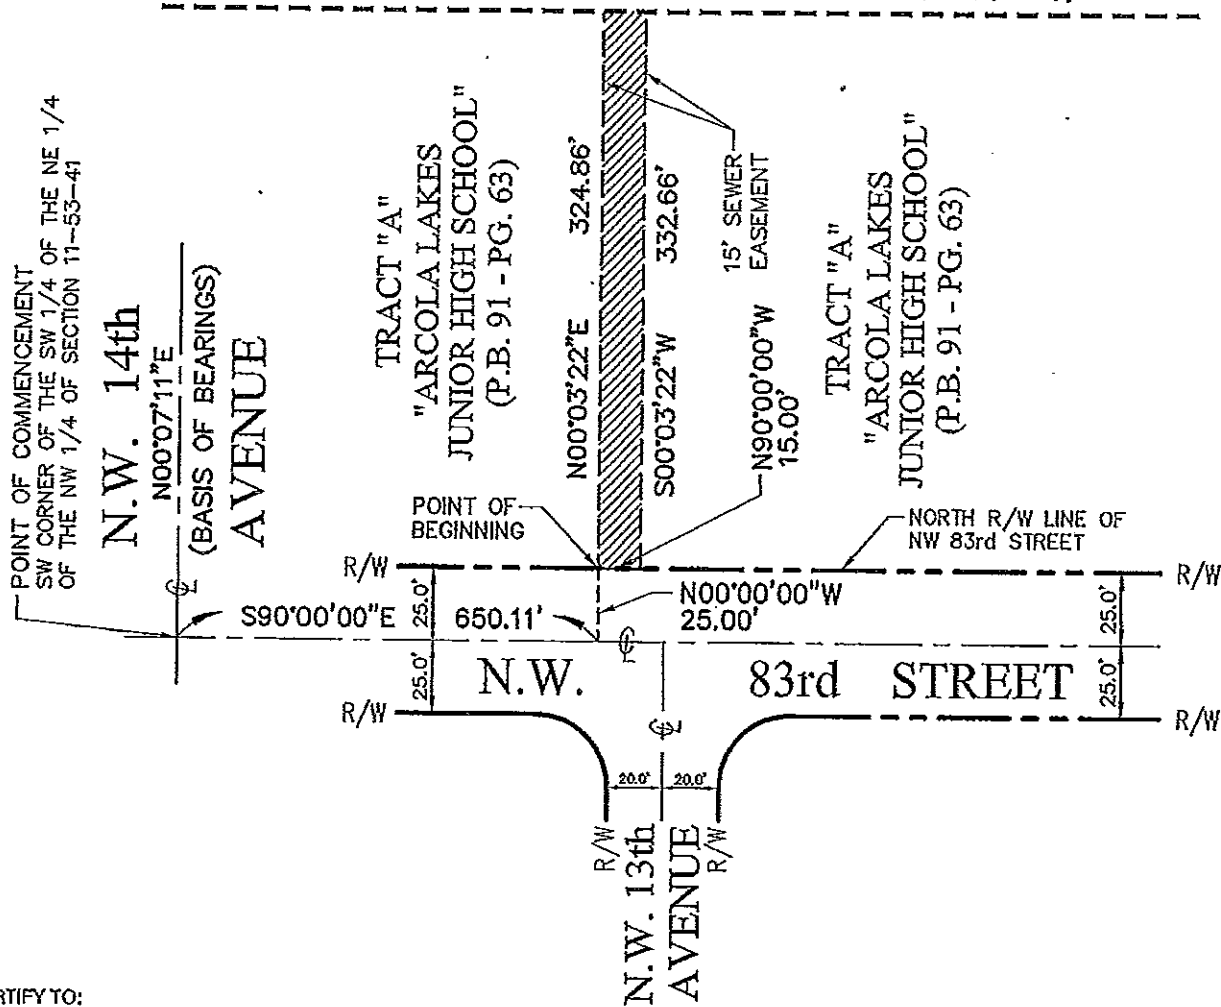 POINT OF COMMENCEMENT
SW CORNER OF THE SW 1/4 OF THE NE 1/4
OF THE NW 1/4 OF SECTION 11-53-41
N.W. 14th
N00°07'11"E
(BASIS OF BEARINGS)
AVENUE
TRACT "A"
"ARCOLA LAKES
JUNIOR HIGH SCHOOL"
(P.B. 91 - PG. 63)
N00°03'22"E 324.86'
S00°03'22"W 332.66'
15' SEWER
EASEMENT
N90°00'00"W
15.00'
TRACT "A"
"ARCOLA LAKES
JUNIOR HIGH SCHOOL"
(P.B. 91 - PG. 63)
POINT OF
BEGINNING
NORTH R/W LINE OF
NW 83rd STREET
R/W
R/W
S90°00'00"E 650.11'
N00°00'00"W
25.00'
25.0'
25.0'
25.0'
25.0'
N.W. 83rd STREET
R/W
R/W
20.0' 20.0'
R/W
R/W
N.W. 13th
AVENUE
RTIFY TO: